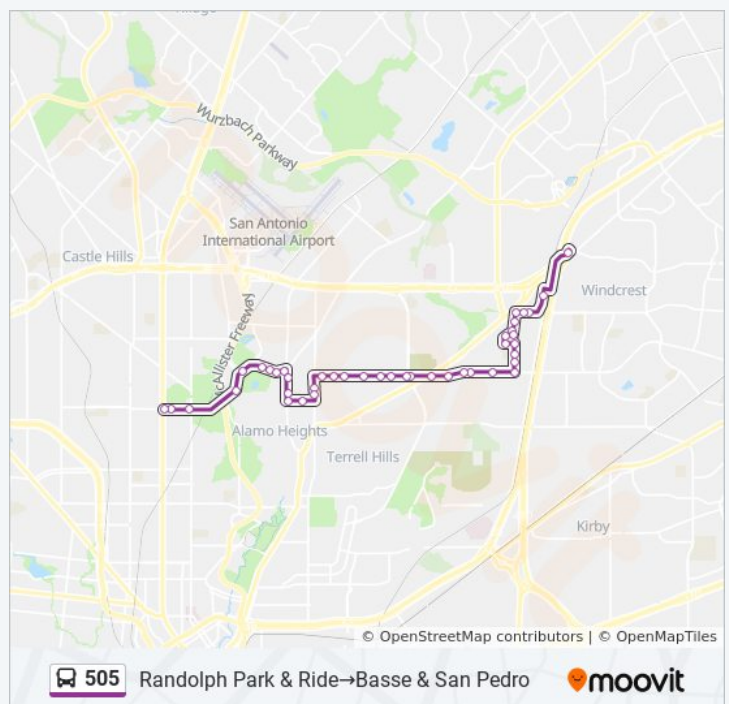 Wurzbach Parkway
San Antonio
International Airport
Castle Hills
Windcrest
McAllister Freeway
Alamo Heights
Terrell Hills
Kirby
© OpenStreetMap contributors | © OpenMapTiles
505 Randolph Park & Ride→Basse & San Pedro
moovit